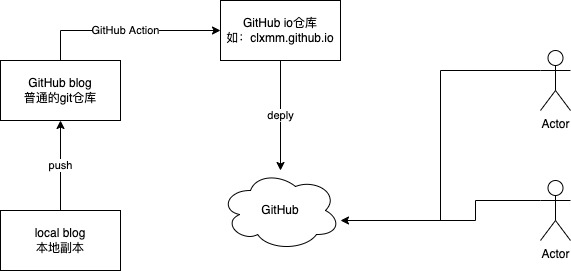 GitHub io仓库
如：clxmm.github.io
GitHub Action
GitHub blog
普通的git仓库
deply
Actor
push
GitHub
local blog
本地副本
Actor